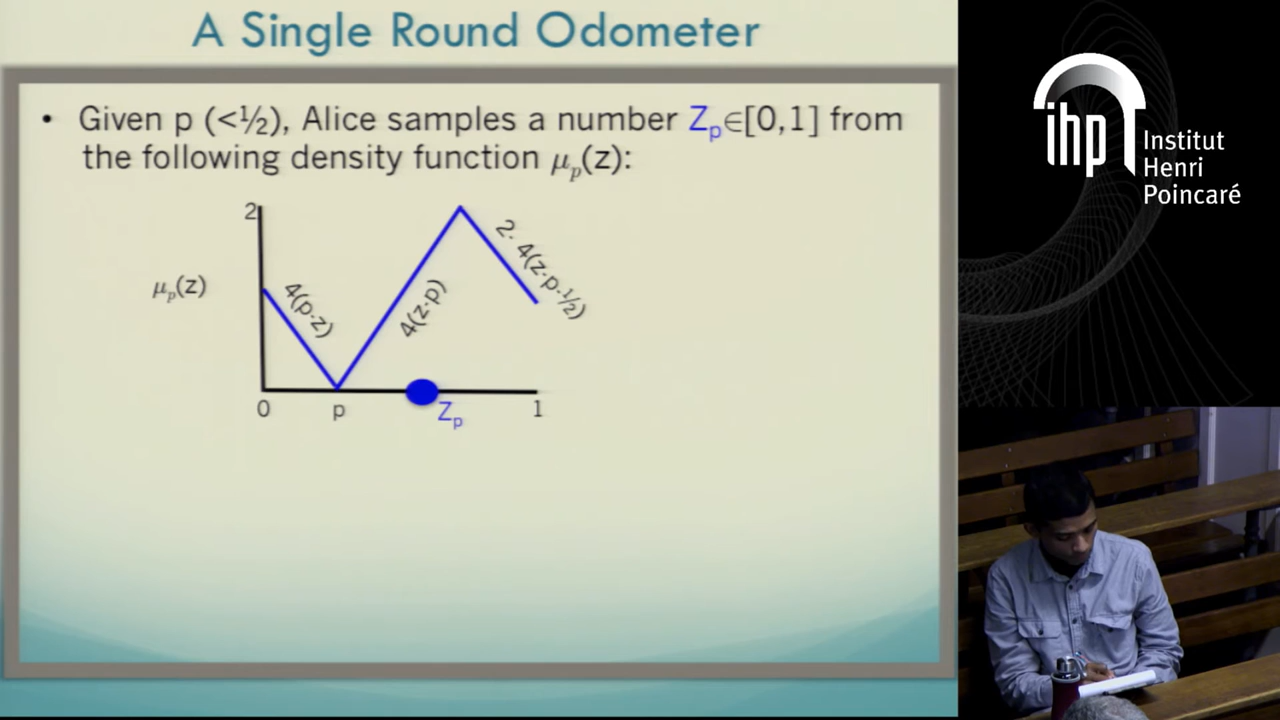 A Single Round Odometer
• Given p (<½), Alice samples a number Zp∈[0,1] from
the following density function μp(z):
2
μp(z)
4(p-z)
4(z-p)
2- 4(z-p-½)
0
p
Zp
1
ihp
Institut
Henri
Poincaré